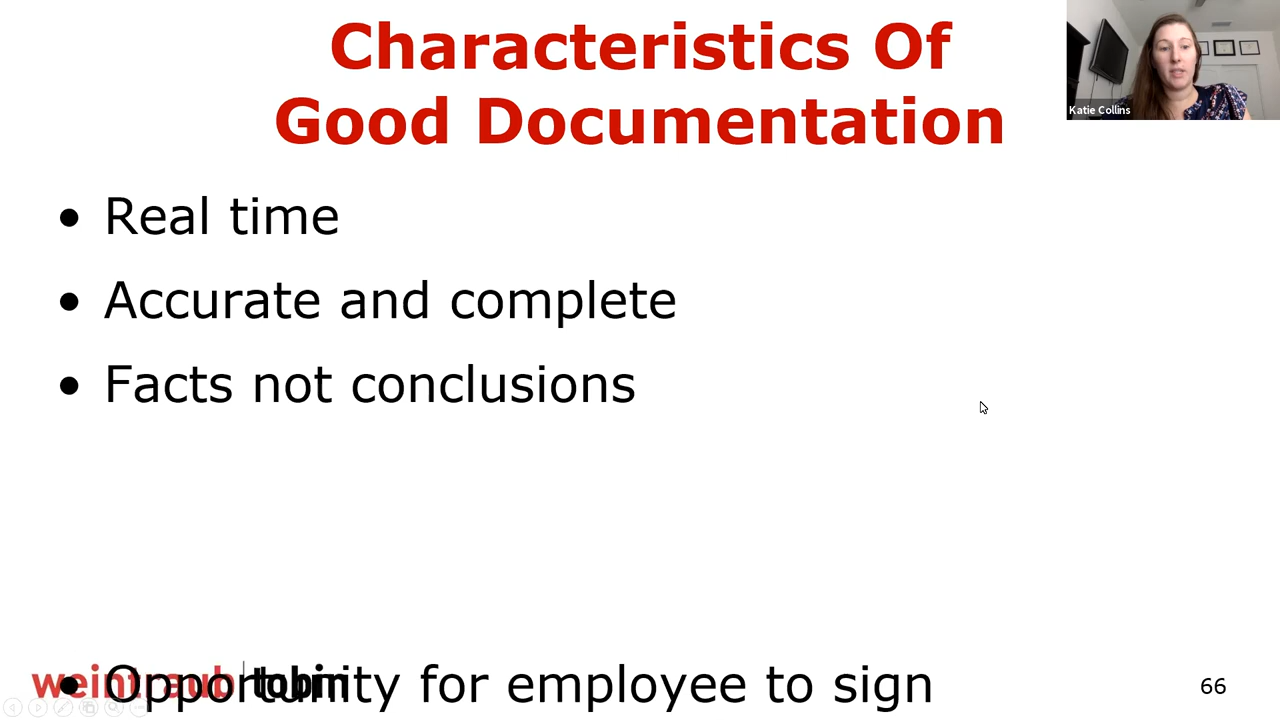 Characteristics Of
Good Documentation
Katie Collins
• Real time
• Accurate and complete
• Facts not conclusions
• Opportunity for employee to sign
weintraub tobin
66